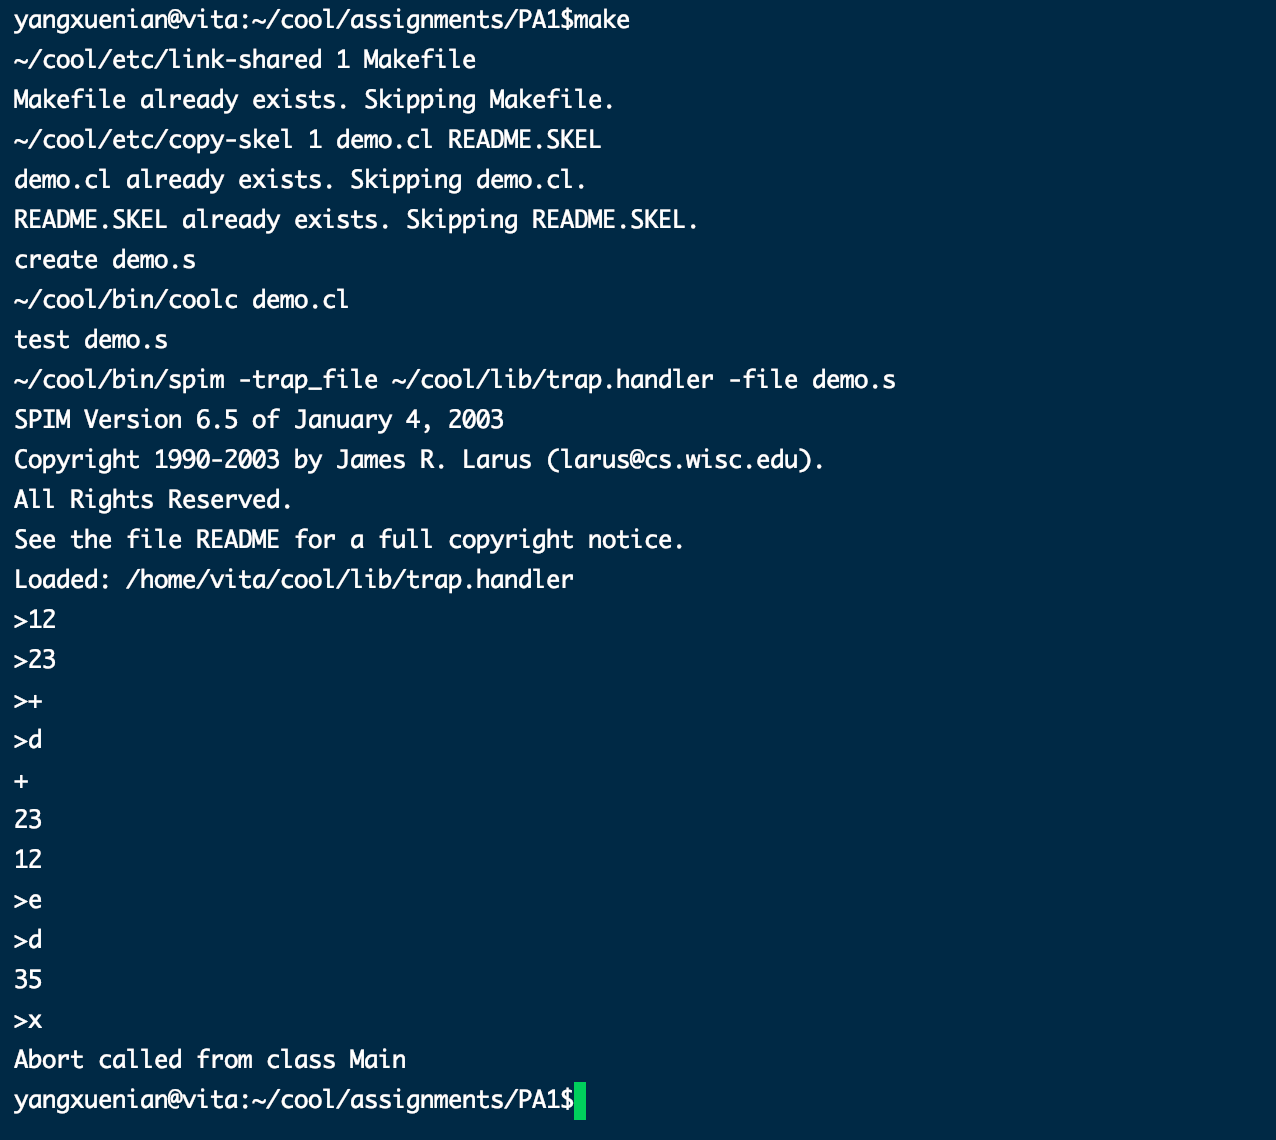 yangxuenian@vita:~/cool/assignments/PA1$make
~/cool/etc/link-shared 1 Makefile
Makefile already exists. Skipping Makefile.
~/cool/etc/copy-skel 1 demo.cl README.SKEL
demo.cl already exists. Skipping demo.cl.
README.SKEL already exists. Skipping README.SKEL.
create demo.s
~/cool/bin/coolc demo.cl
test demo.s
~/cool/bin/spim -trap_file ~/cool/lib/trap.handler -file demo.s
SPIM Version 6.5 of January 4, 2003
Copyright 1990-2003 by James R. Larus (larus@cs.wisc.edu).
All Rights Reserved.
See the file README for a full copyright notice.
Loaded: /home/vita/cool/lib/trap.handler
>12
>23
>+
>d
+
23
12
>e
>d
35
>x
Abort called from class Main
yangxuenian@vita:~/cool/assignments/PA1$